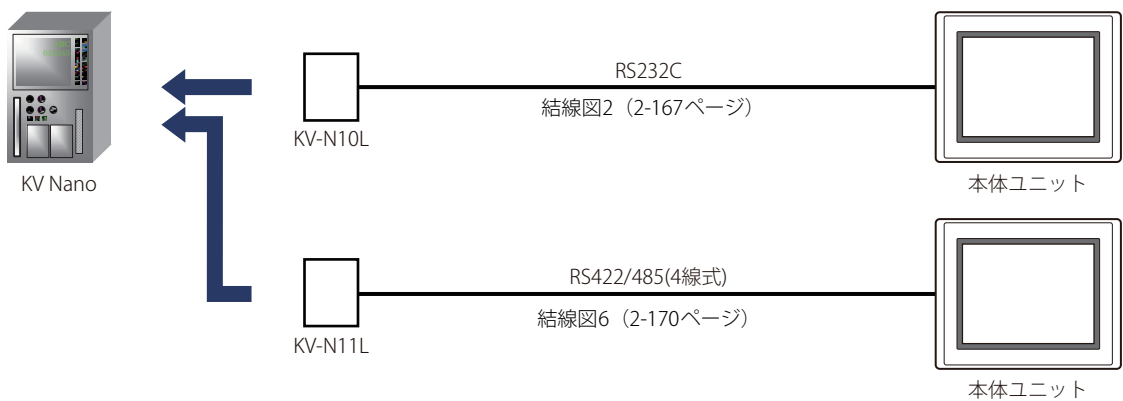 RS232C
結線図2（2-167ページ）
KV-N10L
KV Nano
本体ユニット
RS422/485(4線式)
結線図6（2-170ページ）
KV-N11L
本体ユニット